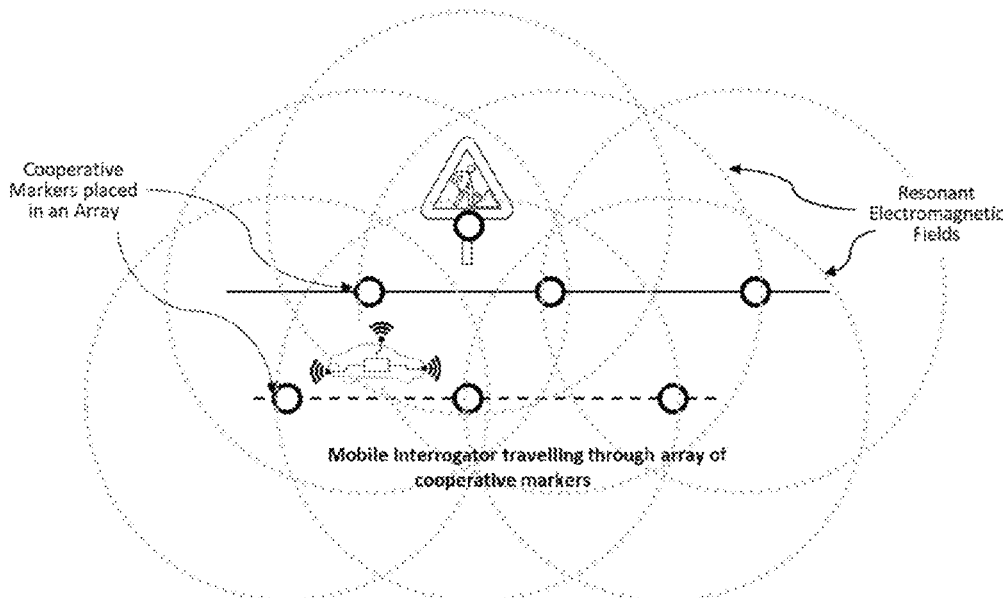 Cooperative
Markers placed
in an Array
Resonant
Electromagnetic
Fields
Mobile Interrogator travelling through array of
cooperative markers